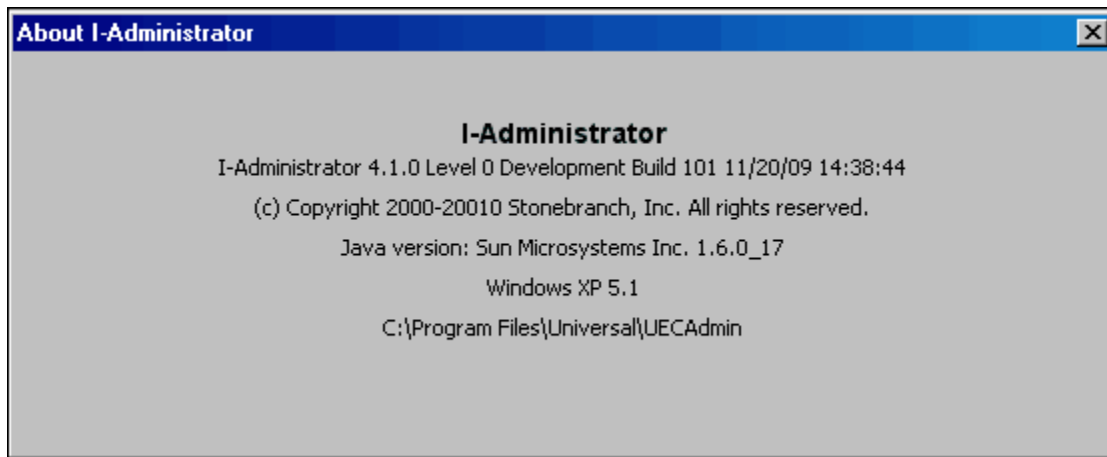 About I-Administrator
I-Administrator
I-Administrator 4.1.0 Level 0 Development Build 101 11/20/09 14:38:44
(c) Copyright 2000-20010 Stonebranch, Inc. All rights reserved.
Java version: Sun Microsystems Inc. 1.6.0_17
Windows XP 5.1
C:\Program Files\Universal\UECAdmin